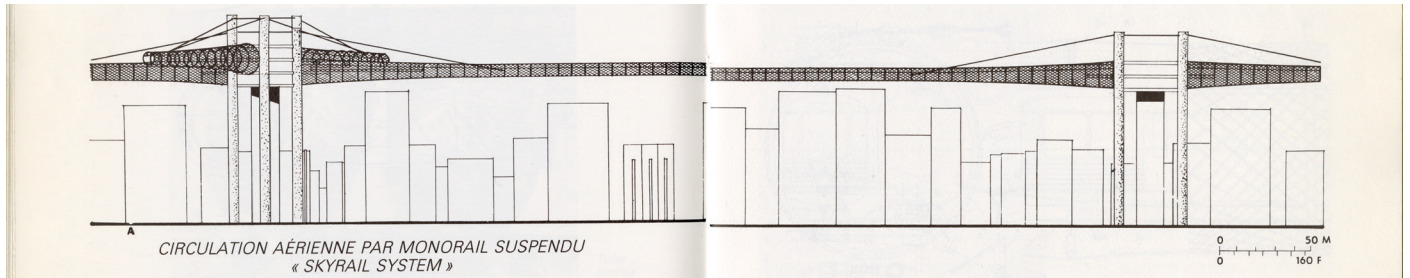 A
CIRCULATION AÉRIENNE PAR MONORAIL SUSPENDU
« SKYRAIL SYSTEM »
0 50 M
0 160 F